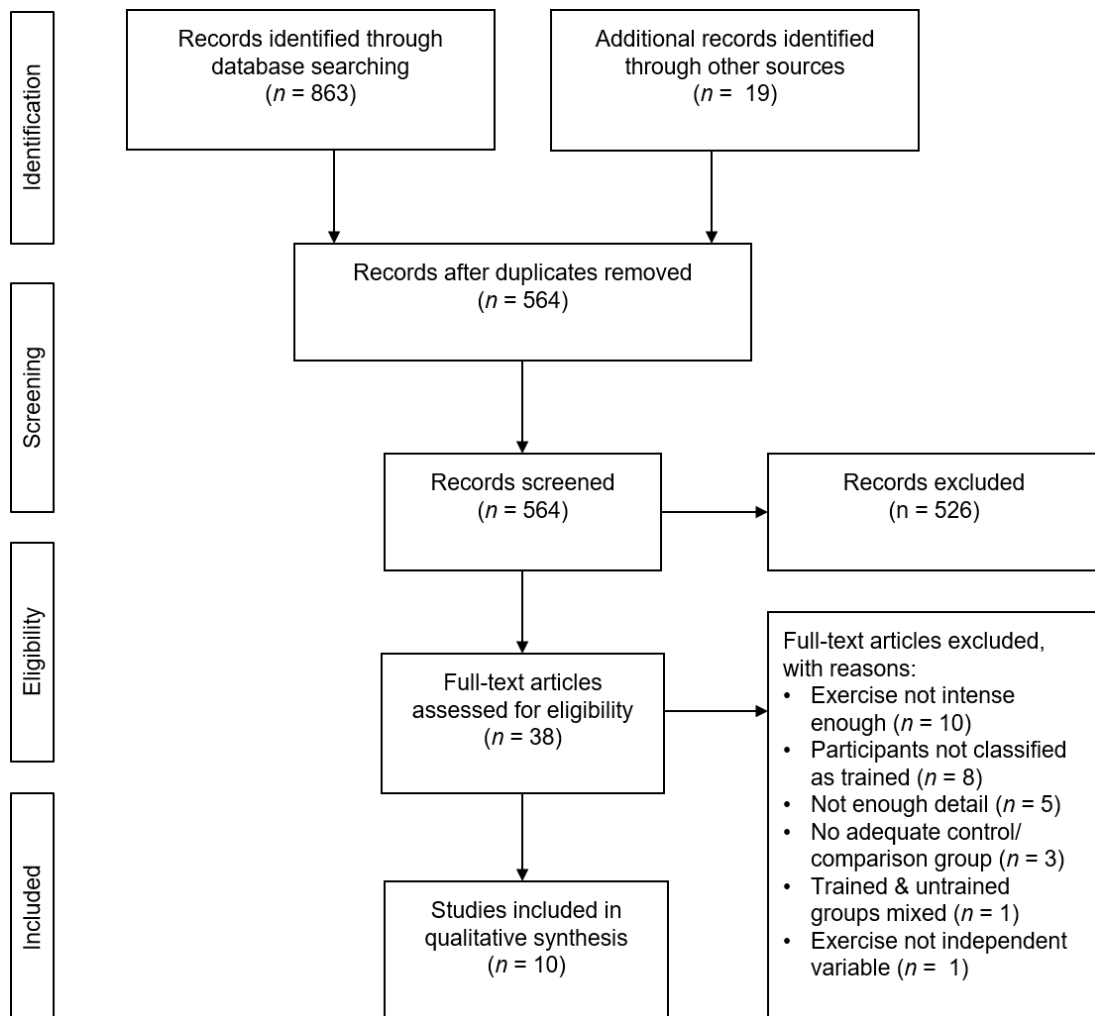 Identification
Records identified through
database searching
(n = 863)
Additional records identified
through other sources
(n =  19)
Screening
Records after duplicates removed
(n = 564)
Records screened
(n = 564)
Records excluded
(n = 526)
Eligibility
Full-text articles
assessed for eligibility
(n = 38)
Full-text articles excluded,
with reasons:
• Exercise not intense
enough (n = 10)
• Participants not classified
as trained (n = 8)
• Not enough detail (n = 5)
• No adequate control/
comparison group (n = 3)
• Trained & untrained
groups mixed (n = 1)
• Exercise not independent
variable (n =  1)
Included
Studies included in
qualitative synthesis
(n = 10)